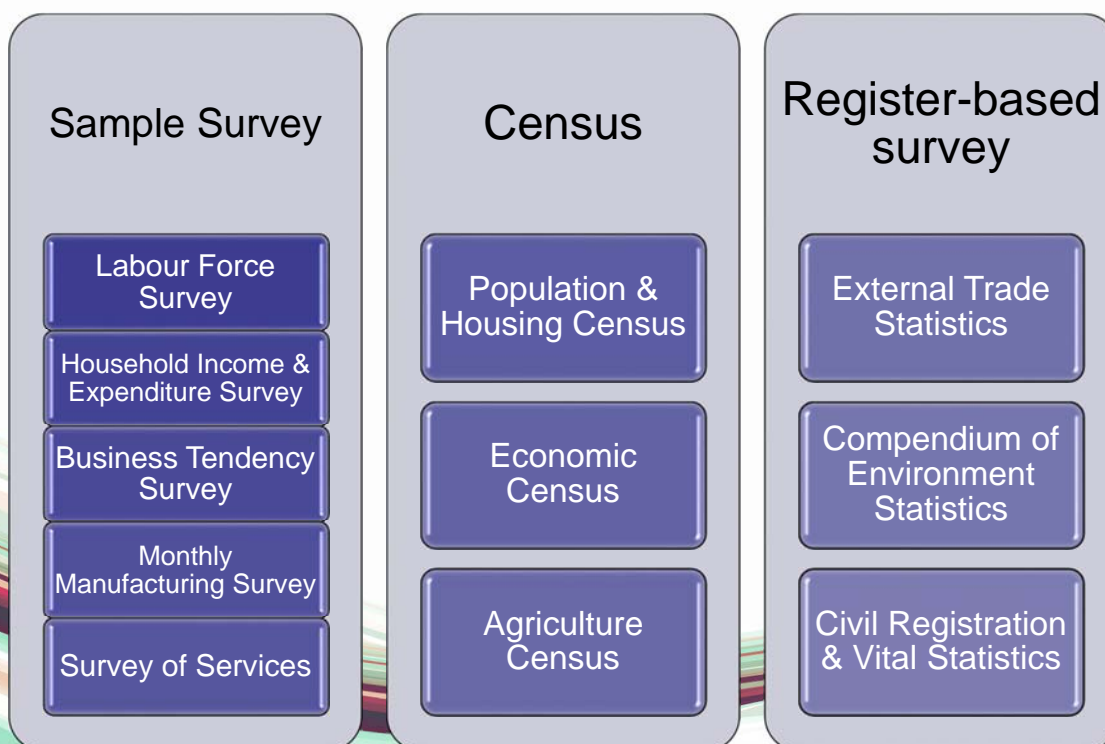 Sample Survey
Labour Force
Survey
Household Income &
Expenditure Survey
Business Tendency
Survey
Monthly
Manufacturing Survey
Survey of Services
Census
Population &
Housing Census
Economic
Census
Agriculture
Census
Register-based
survey
External Trade
Statistics
Compendium of
Environment
Statistics
Civil Registration
& Vital Statistics